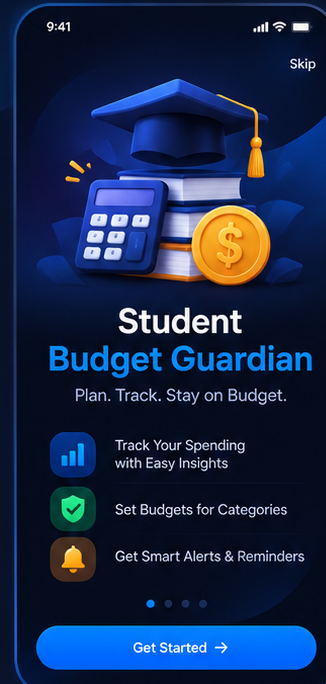 9:41
Skip
$
Student
Budget Guardian
Plan. Track. Stay on Budget.
Track Your Spending
with Easy Insights
Set Budgets for Categories
Get Smart Alerts & Reminders
Get Started →